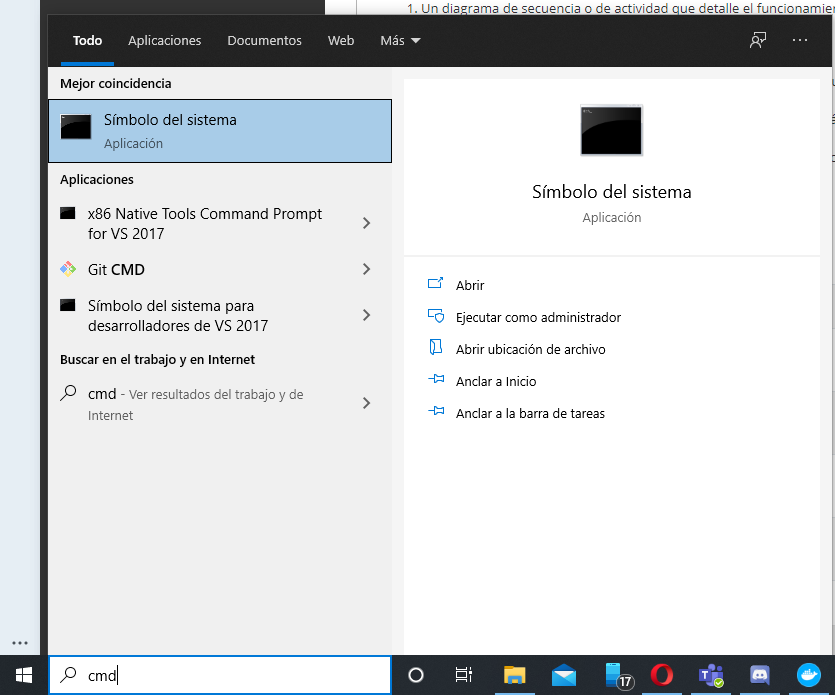 1. Un diagrama de secuencia o de actividad que detalle el
Todo Aplicaciones Documentos Web Más
Mejor coincidencia
Símbolo del sistema
Aplicación
Aplicaciones
x86 Native Tools Command Prompt
for VS 2017
Git CMD
Símbolo del sistema para
desarrolladores de VS 2017
Buscar en el trabajo y en Internet
cmd - Ver resultados del trabajo y de
Internet
Símbolo del sistema
Aplicación
Abrir
Ejecutar como administrador
Abrir ubicación de archivo
Anclar a Inicio
Anclar a la barra de tareas
cmd
17